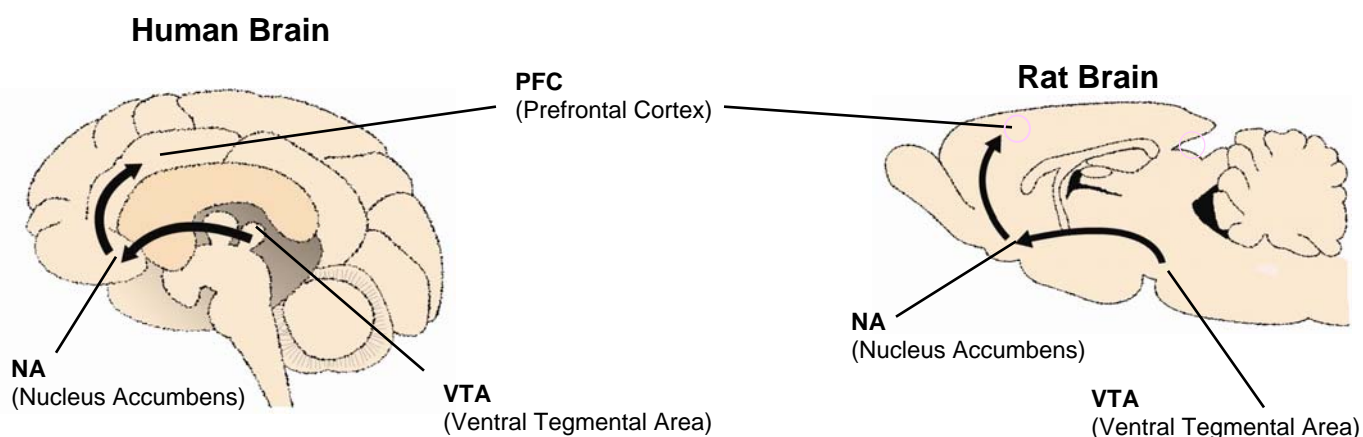 Human Brain
PFC
(Prefrontal Cortex)
Rat Brain
NA
(Nucleus Accumbens)
VTA
(Ventral Tegmental Area)
NA
(Nucleus Accumbens)
VTA
(Ventral Tegmental Area)